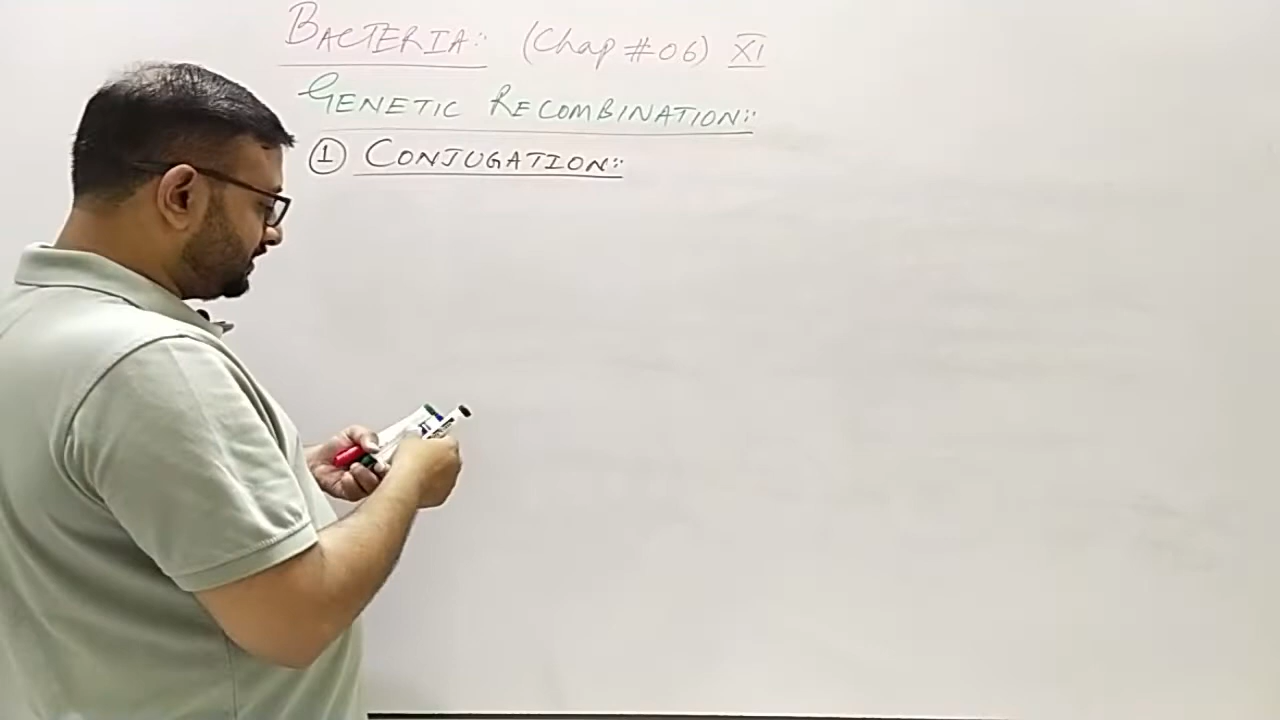 BACTERIA:: (Chap #06) XI
GENETIC RECOMBINATION::
① CONJUGATION::